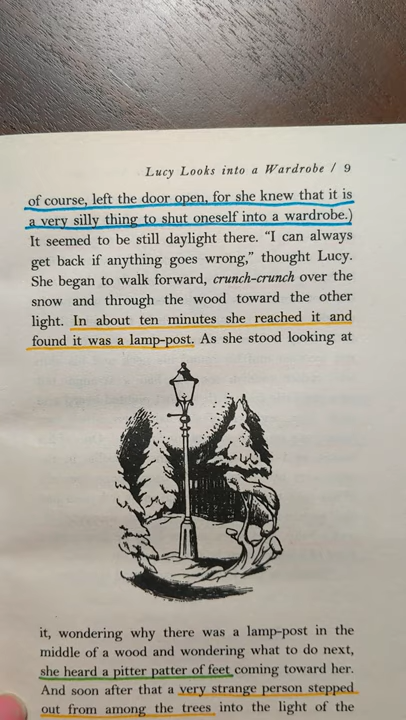 Lucy Looks into a Wardrobe / 9
of course, left the door open, for she knew that it is
a very silly thing to shut oneself into a wardrobe.)
It seemed to be still daylight there. “I can always
get back if anything goes wrong,” thought Lucy.
She began to walk forward, crunch-crunch over the
snow and through the wood toward the other
light. In about ten minutes she reached it and
found it was a lamp-post. As she stood looking at
it, wondering why there was a lamp-post in the
middle of a wood and wondering what to do next,
she heard a pitter patter of feet coming toward her.
And soon after that a very strange person stepped
out from among the trees into the light of the